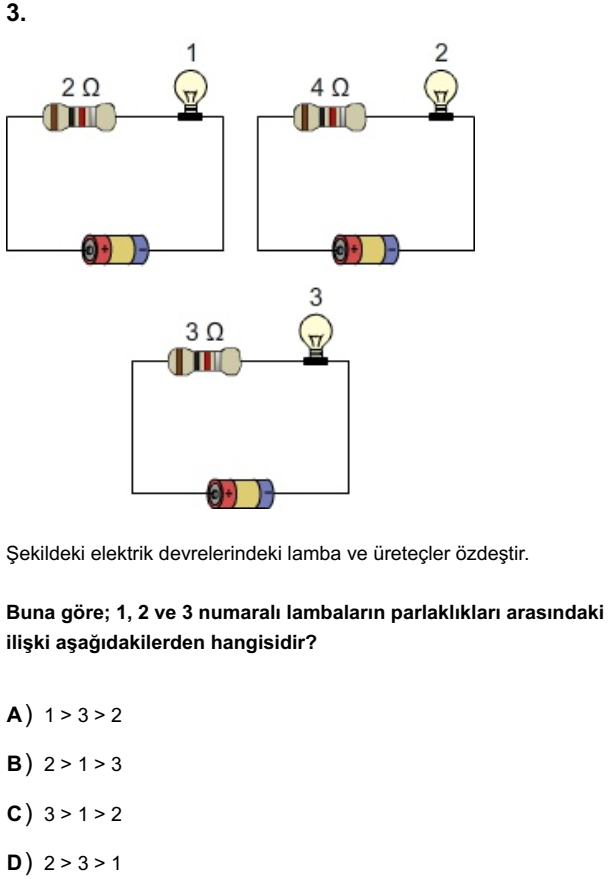 3.
1
2
2 Ω
4 Ω
3
3 Ω
Şekildeki elektrik devrelerindeki lamba ve üreteçler özdeştir.
Buna göre; 1, 2 ve 3 numaralı lambaların parlaklıkları arasındaki
ilişki aşağıdakilerden hangisidir?
A) 1 > 3 > 2
B) 2 > 1 > 3
C) 3 > 1 > 2
D) 2 > 3 > 1